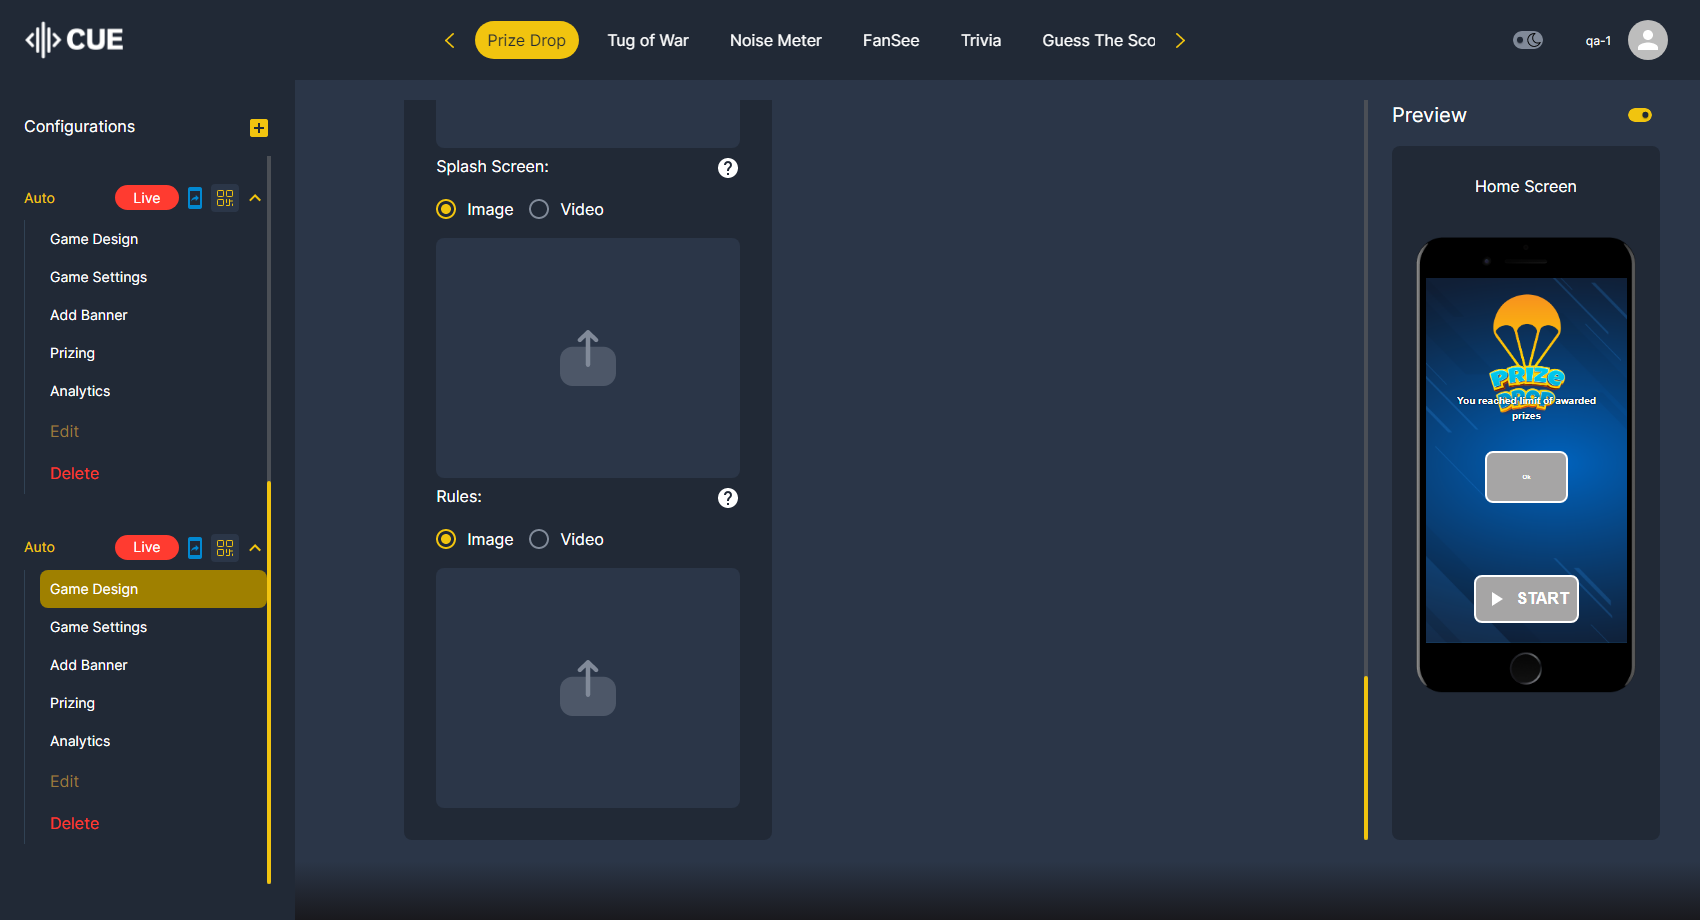 CUE
Prize Drop
Tug of War
Noise Meter
FanSee
Trivia
Guess The Sco
qa-1
Configurations
Auto
Live
Game Design
Game Settings
Add Banner
Prizing
Analytics
Edit
Delete
Auto
Live
Game Design
Game Settings
Add Banner
Prizing
Analytics
Edit
Delete
Splash Screen:
Image
Video
Rules:
Image
Video
Preview
Home Screen
PRIZE
DROP
You reached limit of awarded
prizes
Ok
START